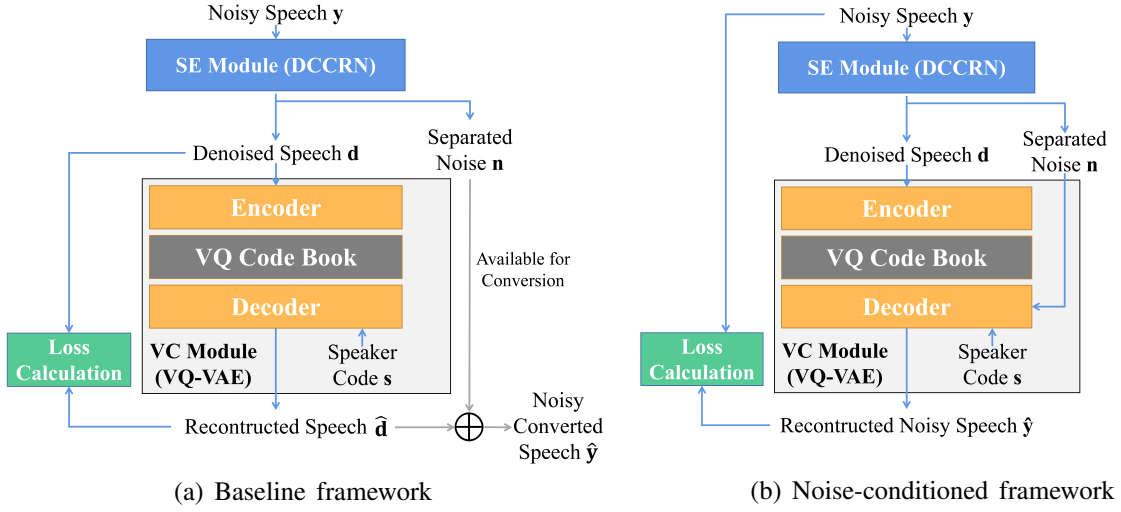 Noisy Speech y
SE Module (DCCRN)
Denoised Speech d
Separated
Noise n
Encoder
VQ Code Book
Decoder
Available for
Conversion
Loss
Calculation
VC Module
(VQ-VAE)
Speaker
Code s
Recontructed Speech d̂
Noisy
Converted
Speech ŷ
(a) Baseline framework
Noisy Speech y
SE Module (DCCRN)
Denoised Speech d
Separated
Noise n
Encoder
VQ Code Book
Decoder
Loss
Calculation
VC Module
(VQ-VAE)
Speaker
Code s
Recontructed Noisy Speech ŷ
(b) Noise-conditioned framework